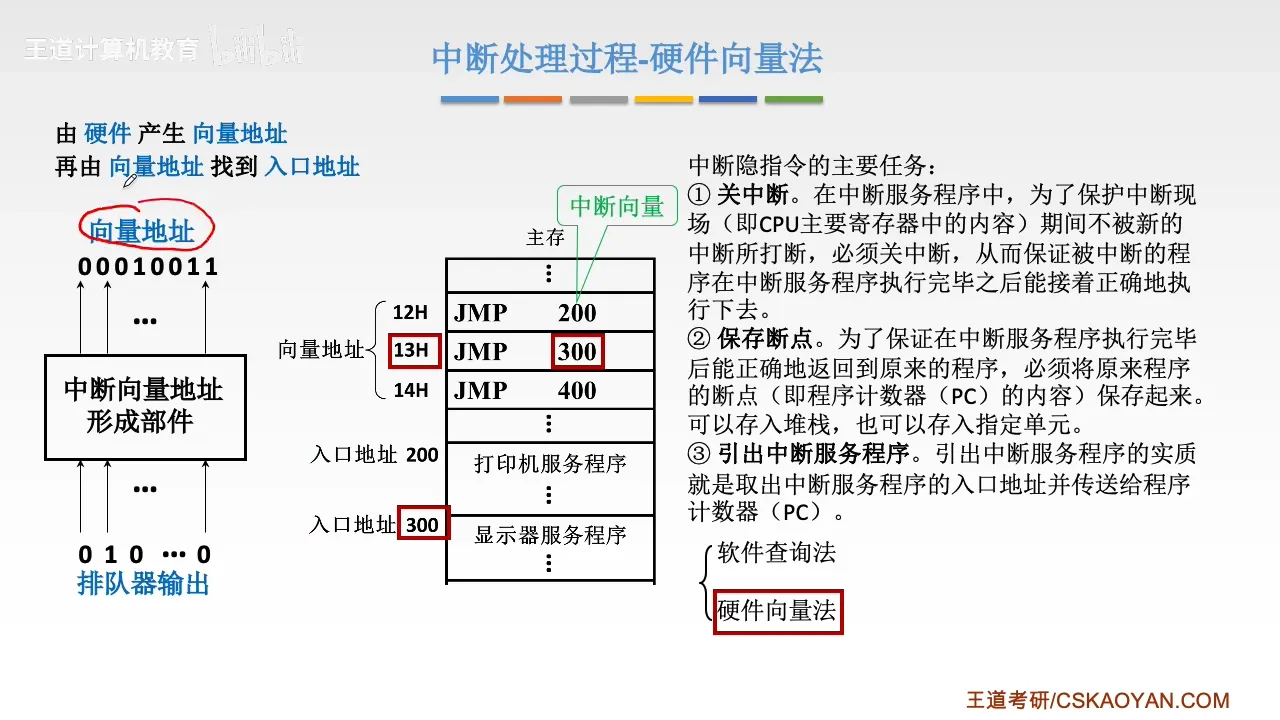 王道计算机教育 bilibili
中断处理过程-硬件向量法
由 硬件 产生 向量地址
再由 向量地址 找到 入口地址
向量地址
00010011
...
中断向量地址
形成部件
...
0 1 0 ... 0
排队器输出
中断向量
主存
12H JMP 200
向量地址 13H JMP 300
14H JMP 400
入口地址 200 打印机服务程序
入口地址 300 显示器服务程序
中断隐指令的主要任务：
① 关中断。在中断服务程序中，为了保护中断现
场（即CPU主要寄存器中的内容）期间不被新的
中断所打断，必须关中断，从而保证被中断的程
序在中断服务程序执行完毕之后能接着正确地执
行下去。
② 保存断点。为了保证在中断服务程序执行完毕
后能正确地返回到原来的程序，必须将原来程序
的断点（即程序计数器（PC）的内容）保存起来。
可以存入堆栈，也可以存入指定单元。
③ 引出中断服务程序。引出中断服务程序的实质
就是取出中断服务程序的入口地址并传送给程序
计数器（PC）。
软件查询法
硬件向量法
王道考研/CSKAOYAN.COM